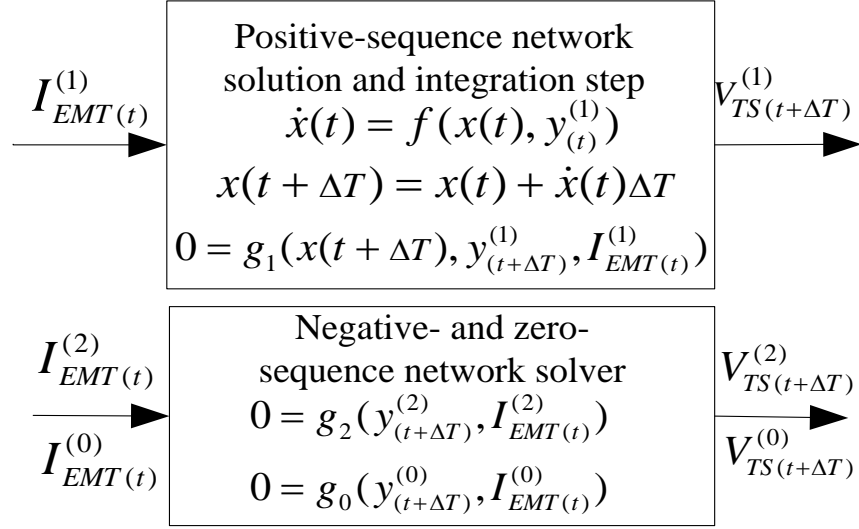 Positive-sequence network
solution and integration step
I_{EMT(t)}^{(1)}
V_{TS(t+ΔT)}^{(1)}
ẋ(t) = f(x(t), y_{(t)}^{(1)})
x(t + ΔT) = x(t) + ẋ(t)ΔT
0 = g_1(x(t + ΔT), y_{(t+ΔT)}^{(1)}, I_{EMT(t)}^{(1)})
Negative- and zero-
sequence network solver
I_{EMT(t)}^{(2)}
V_{TS(t+ΔT)}^{(2)}
0 = g_2(y_{(t+ΔT)}^{(2)}, I_{EMT(t)}^{(2)})
I_{EMT(t)}^{(0)}
V_{TS(t+ΔT)}^{(0)}
0 = g_0(y_{(t+ΔT)}^{(0)}, I_{EMT(t)}^{(0)})